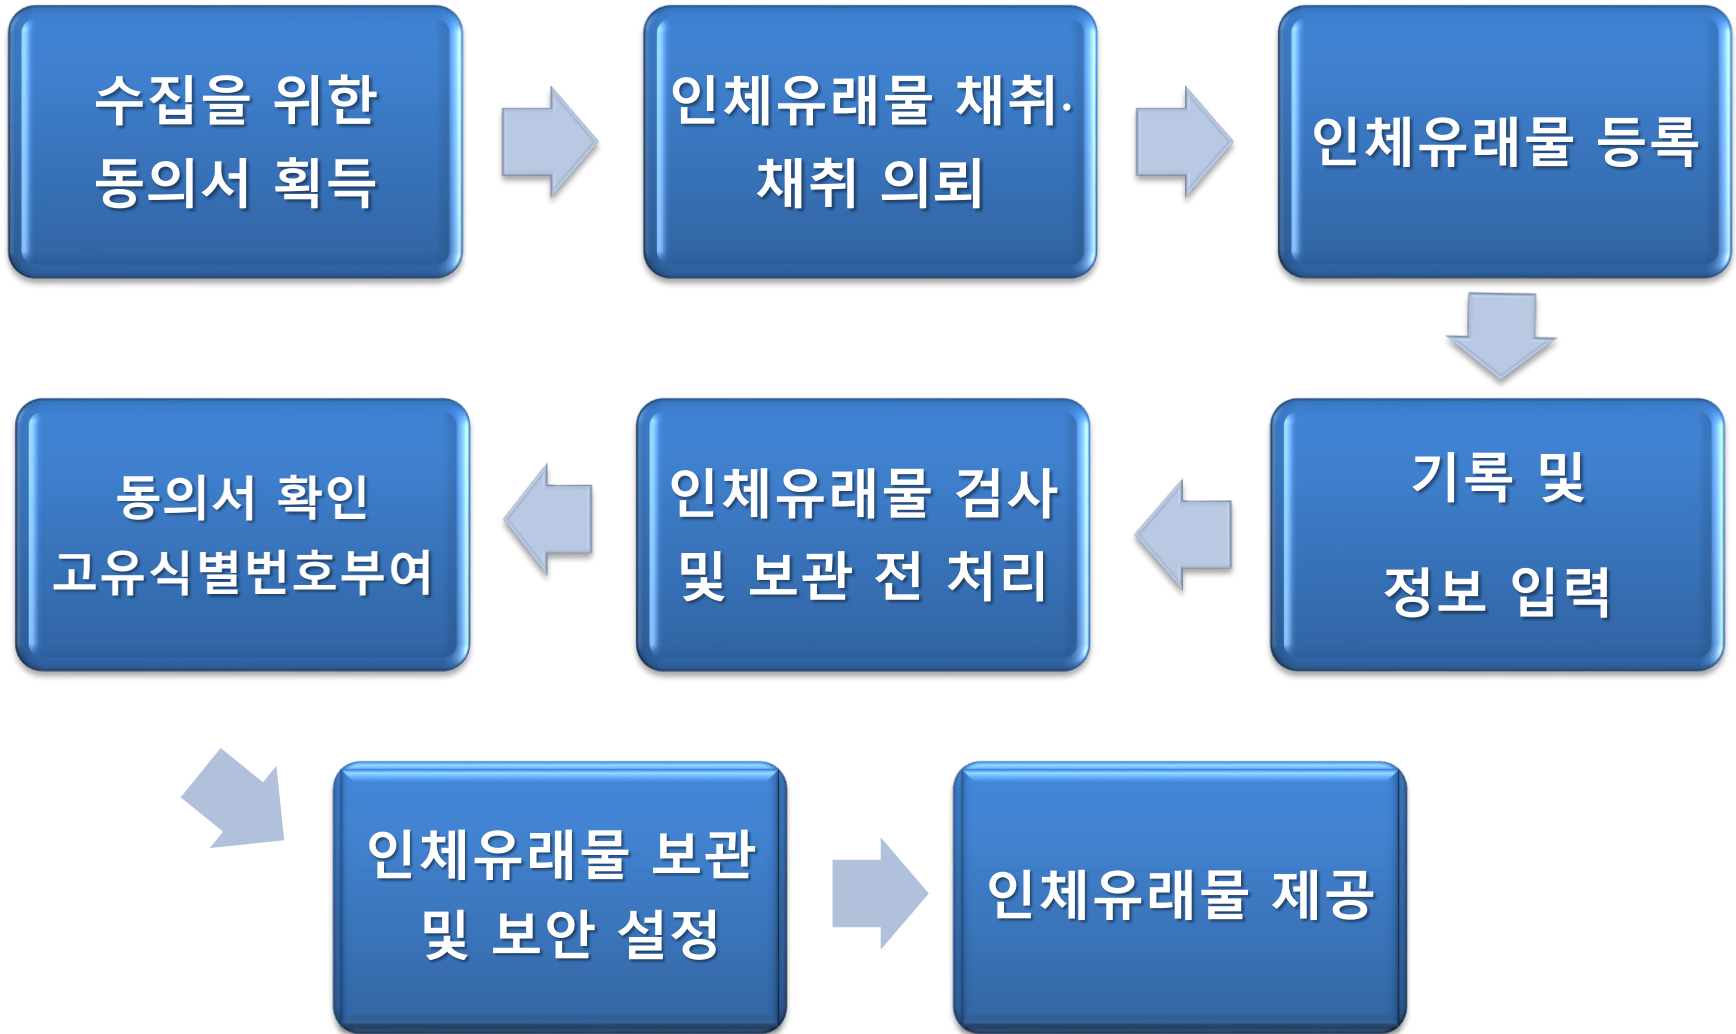 수집을 위한
동의서 획득
인체유래물 채취·
채취 의뢰
인체유래물 등록
기록 및
정보 입력
인체유래물 검사
및 보관 전 처리
동의서 확인
고유식별번호부여
인체유래물 보관
및 보안 설정
인체유래물 제공